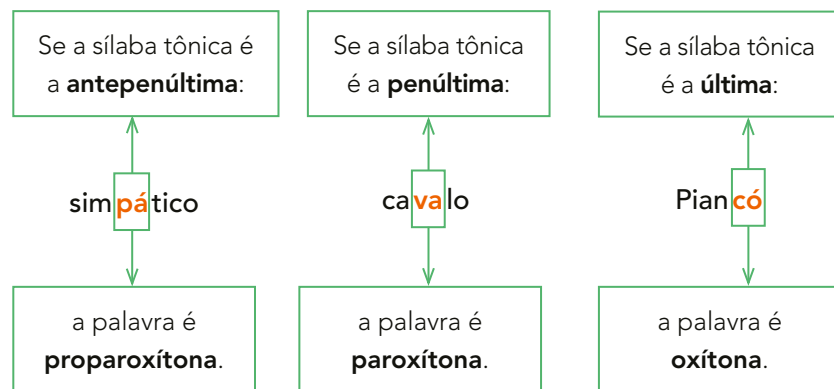 Se a sílaba tônica é
a antepenúltima:
simpático
a palavra é
proparoxítona.
Se a sílaba tônica
é a penúltima:
cavalo
a palavra é
paroxítona.
Se a sílaba tônica
é a última:
Piancó
a palavra é
oxítona.